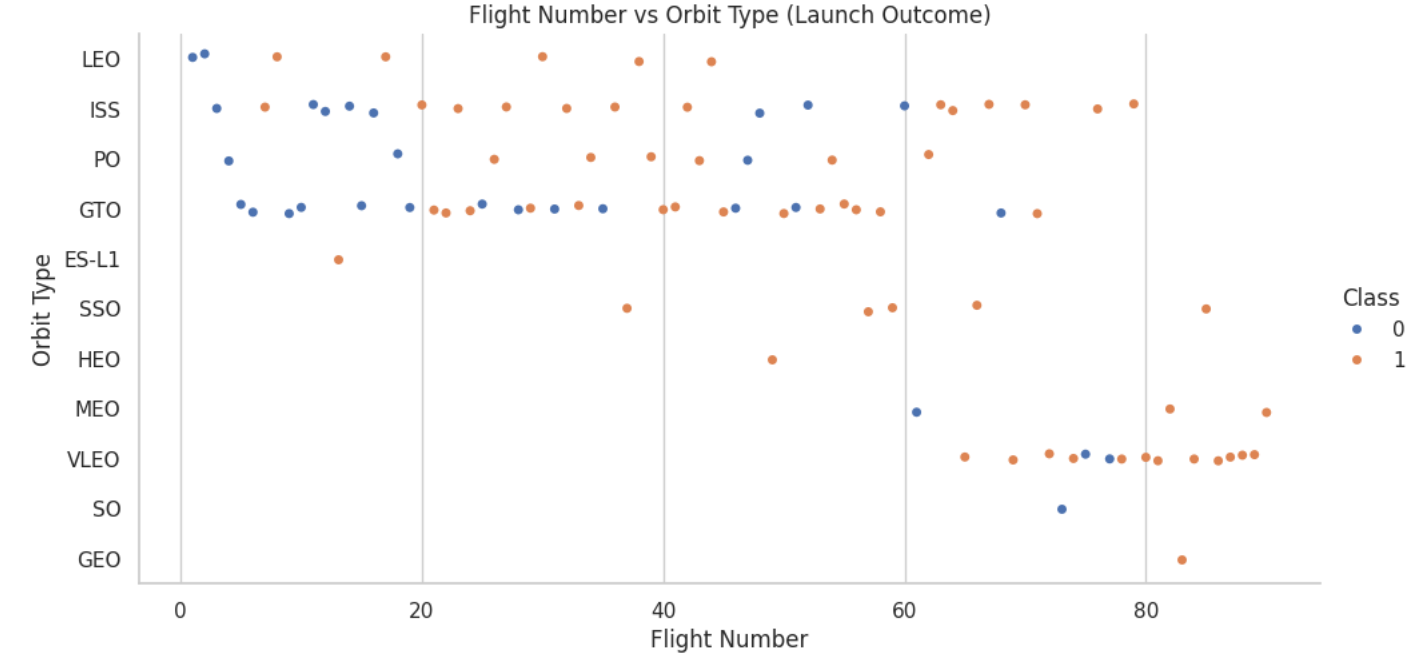 Flight Number vs Orbit Type (Launch Outcome)
LEO
ISS
PO
GTO
ES-L1
SSO
HEO
MEO
VLEO
SO
GEO
Orbit Type
0
20
40
60
80
Flight Number
Class
0
1